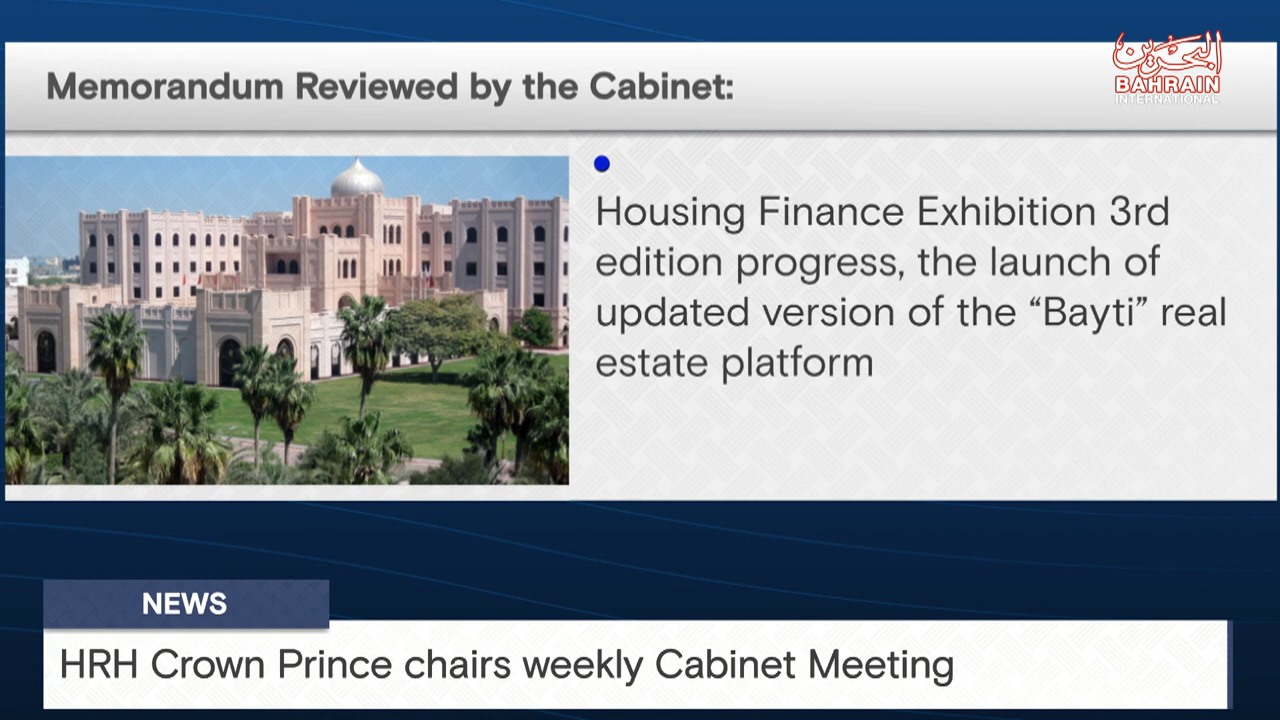 Memorandum Reviewed by the Cabinet:
البحرين
BAHRAIN
INTERNATIONAL
Housing Finance Exhibition 3rd
edition progress, the launch of
updated version of the “Bayti” real
estate platform
NEWS
HRH Crown Prince chairs weekly Cabinet Meeting